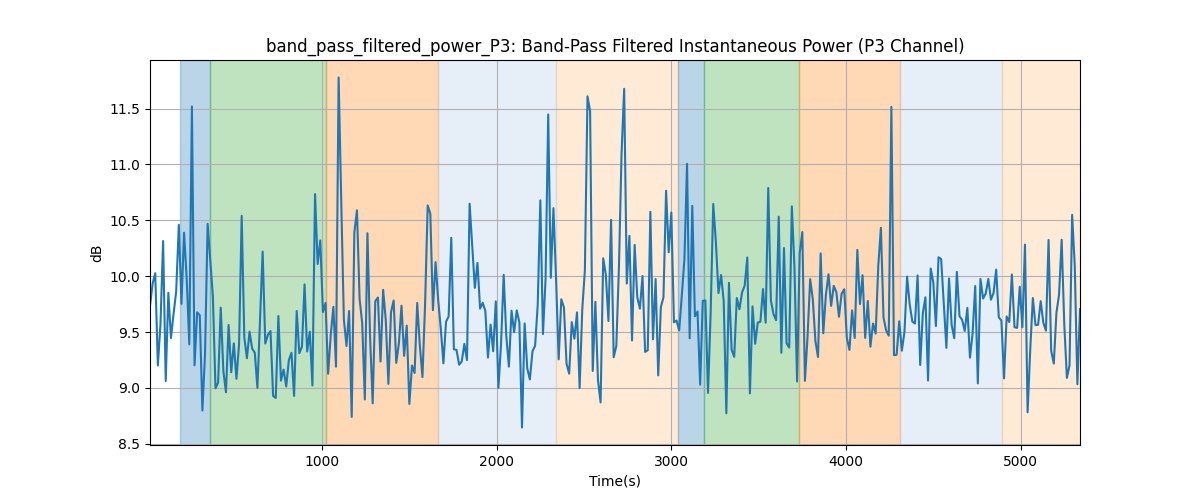 band_pass_filtered_power_P3: Band-Pass Filtered Instantaneous Power (P3 Channel)
11.5
11.0
10.5
10.0
9.5
9.0
8.5
dB
1000 2000 3000 4000 5000
Time(s)